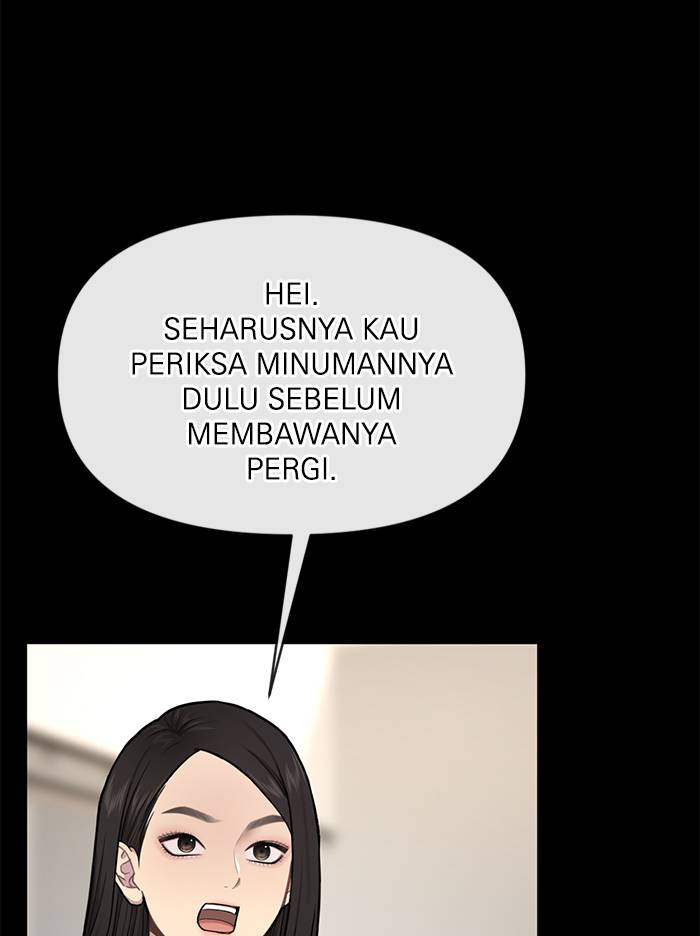 HEI.
SEHARUSNYA KAU
PERIKSA MINUMANNYA
DULU SEBELUM
MEMBAWANYA
PERGI.